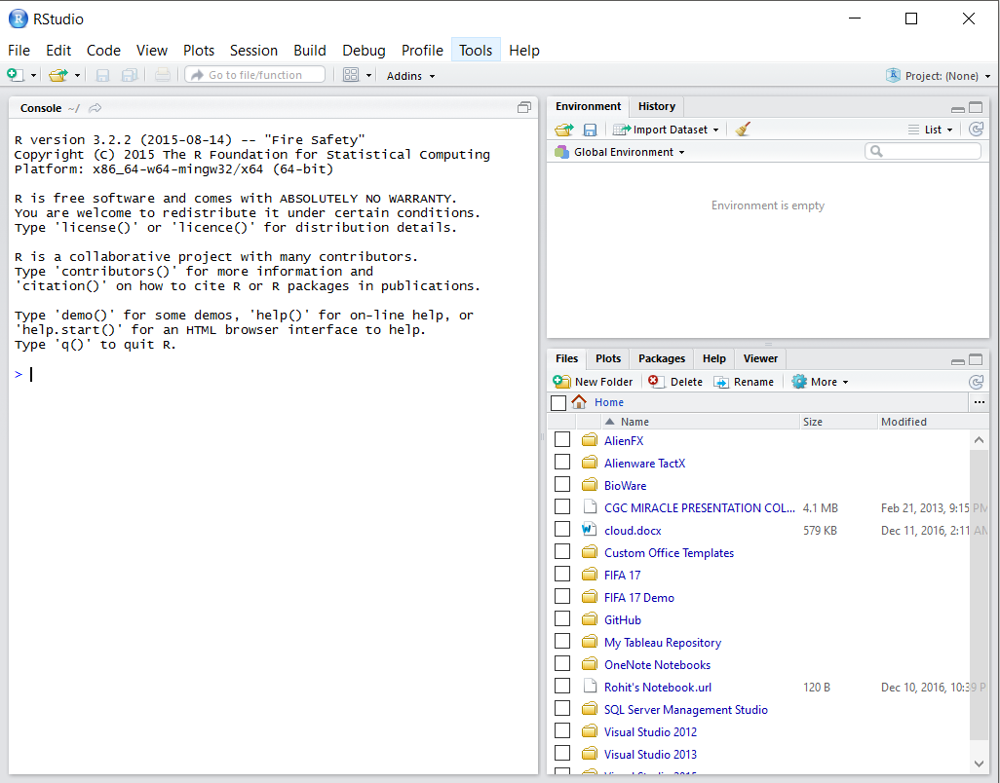 RStudio
File Edit Code View Plots Session Build Debug Profile Tools Help
Go to file/function Addins Project: (None)
Console ~/
R version 3.2.2 (2015-08-14) -- "Fire Safety"
Copyright (C) 2015 The R Foundation for Statistical Computing
Platform: x86_64-w64-mingw32/x64 (64-bit)
R is free software and comes with ABSOLUTELY NO WARRANTY.
You are welcome to redistribute it under certain conditions.
Type 'license()' or 'licence()' for distribution details.
R is a collaborative project with many contributors.
Type 'contributors()' for more information and
'citation()' on how to cite R or R packages in publications.
Type 'demo()' for some demos, 'help()' for on-line help, or
'help.start()' for an HTML browser interface to help.
Type 'q()' to quit R.
>
Environment History
Import Dataset List
Global Environment
Environment is empty
Files Plots Packages Help Viewer
New Folder Delete Rename More
Home ...
Name Size Modified
AlienFX
Alienware TactX
BioWare
CGC MIRACLE PRESENTATION COL... 4.1 MB Feb 21, 2013, 9:15 PM
cloud.docx 579 KB Dec 11, 2016, 2:11 AM
Custom Office Templates
FIFA 17
FIFA 17 Demo
GitHub
My Tableau Repository
OneNote Notebooks
Rohit's Notebook.url 120 B Dec 10, 2016, 10:39 P
SQL Server Management Studio
Visual Studio 2012
Visual Studio 2013
Visual Studio 2015